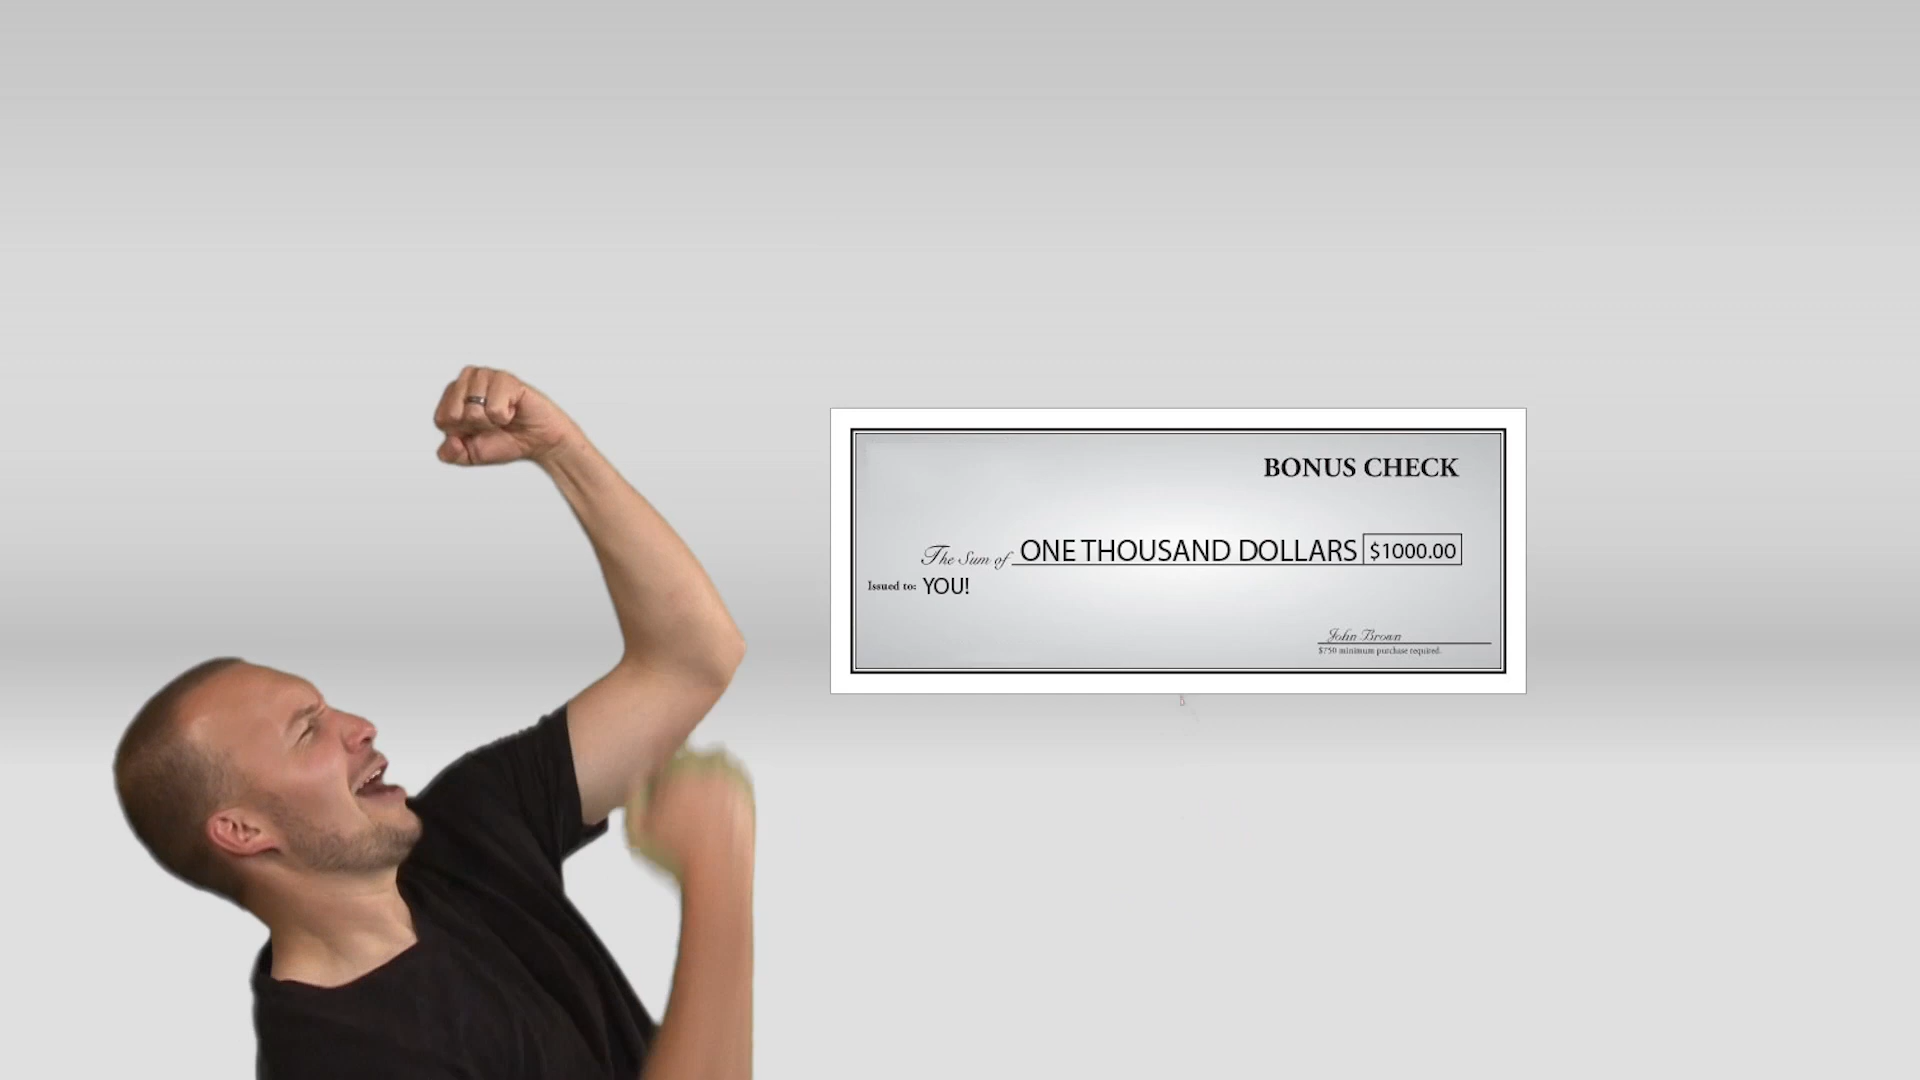 BONUS CHECK
The Sum of ONE THOUSAND DOLLARS $1000.00
Issued to: YOU!
John Brown
$750 minimum purchase required.